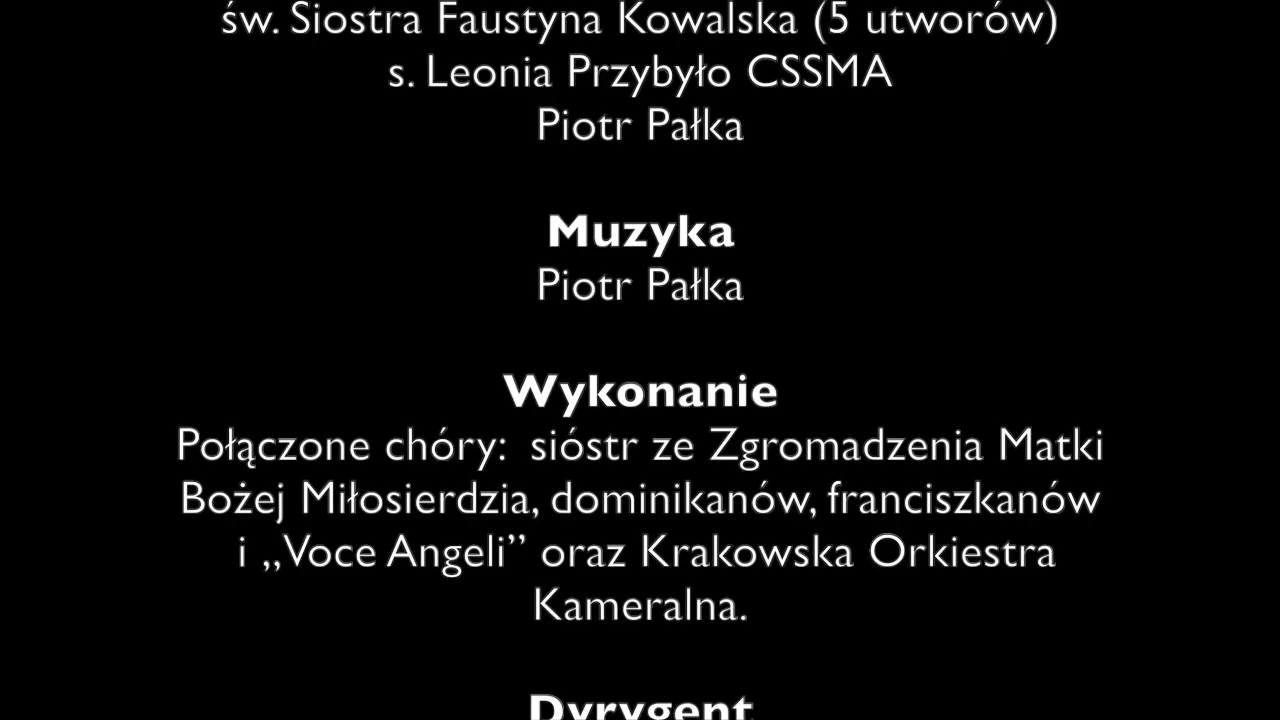 św. Siostra Faustyna Kowalska (5 utworów)
s. Leonia Przybyło CSSMA
Piotr Pałka
Muzyka
Piotr Pałka
Wykonanie
Połączone chóry: sióstr ze Zgromadzenia Matki
Bożej Miłosierdzia, dominikanów, franciszkanów
i „Voce Angeli” oraz Krakowska Orkiestra
Kameralna.
Dyrygent